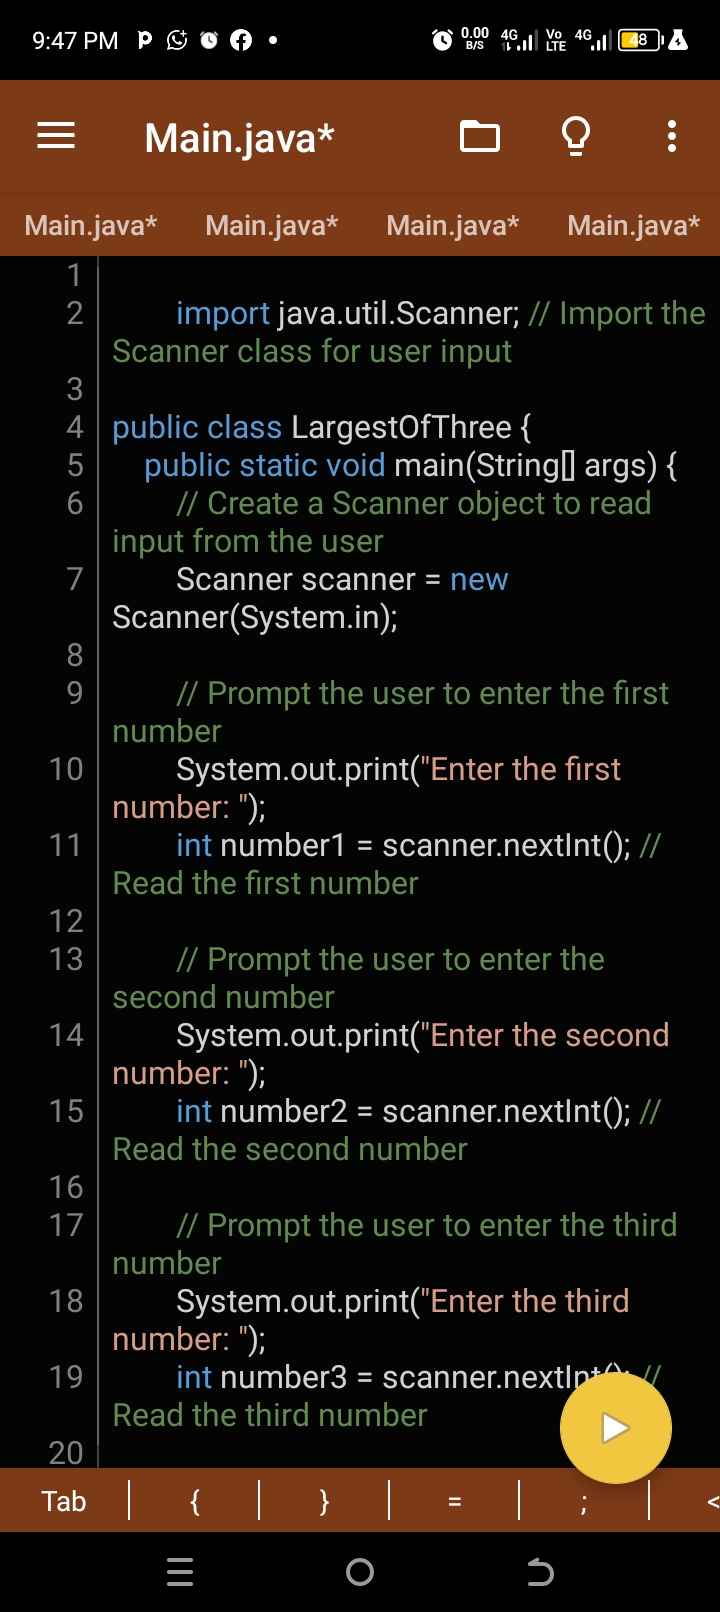 9:47 PM
0.00
B/S
4G
Vo
LTE
4G
48
Main.java*
Main.java* Main.java* Main.java* Main.java*
1
2 import java.util.Scanner; // Import the
Scanner class for user input
3
4 public class LargestOfThree {
5 public static void main(String[] args) {
6 // Create a Scanner object to read
input from the user
7 Scanner scanner = new
Scanner(System.in);
8
9 // Prompt the user to enter the first
number
10 System.out.print("Enter the first
number: ");
11 int number1 = scanner.nextInt(); //
Read the first number
12
13 // Prompt the user to enter the
second number
14 System.out.print("Enter the second
number: ");
15 int number2 = scanner.nextInt(); //
Read the second number
16
17 // Prompt the user to enter the third
number
18 System.out.print("Enter the third
number: ");
19 int number3 = scanner.nextInt(); //
Read the third number
20
Tab { } = ; <